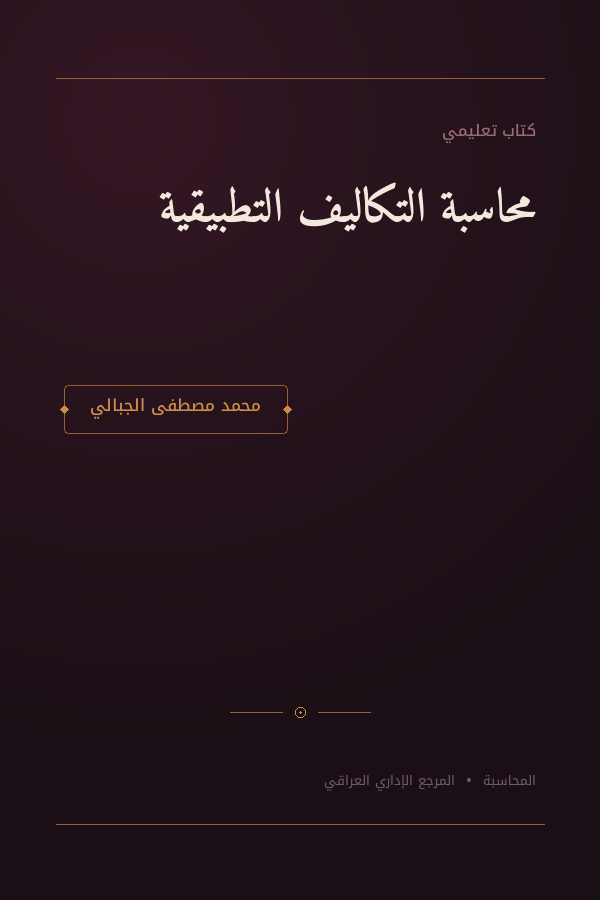 كتاب تعليمي
محاسبة التكاليف التطبيقية
محمد مصطفى الجبالي
المحاسبة • المرجع الإداري العراقي